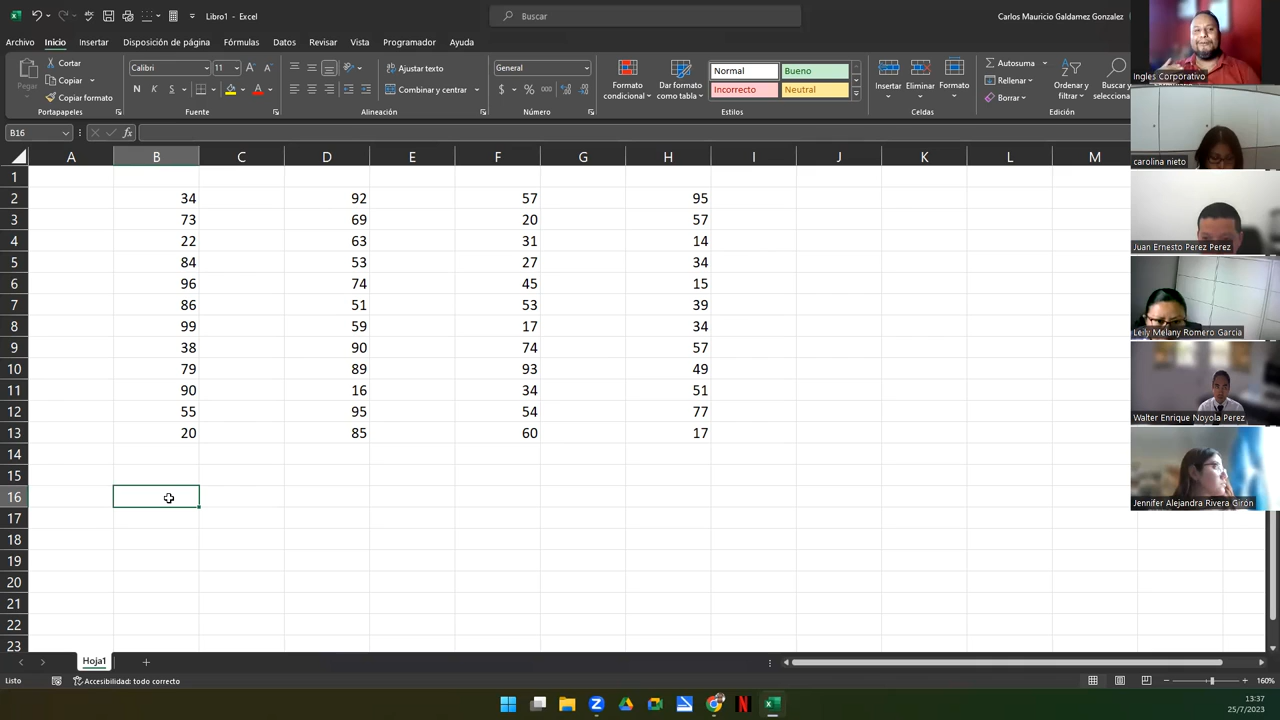 Libro1 - Excel
Buscar
Carlos Mauricio Galdamez Gonzalez
Archivo Inicio Insertar Disposición de página Fórmulas Datos Revisar Vista Programador Ayuda
Pegar
Cortar
Copiar
Copiar formato
Portapapeles
Calibri 11
N K S
Fuente
Ajustar texto
Combinar y centrar
Alineación
General
$ % 000
Número
Formato condicional
Dar formato como tabla
Normal Bueno
Incorrecto Neutral
Estilos
Insertar Eliminar Formato
Celdas
Autosuma
Rellenar
Borrar
Ordenar y filtrar
Buscar y selecciona
Edición
B16 fx
A B C D E F G H I J K L M
1
2 34 92 57 95
3 73 69 20 57
4 22 63 31 14
5 84 53 27 34
6 96 74 45 15
7 86 51 53 39
8 99 59 17 34
9 38 90 74 57
10 79 89 93 49
11 90 16 34 51
12 55 95 54 77
13 20 85 60 17
14
15
16
17
18
19
20
21
22
23
Hoja1
Listo
Accesibilidad: todo correcto
160%
13:37
25/7/2023
Ingles Corporativo
carolina nieto
Juan Ernesto Perez Perez
Leily Melany Romero Garcia
Walter Enrique Noyola Perez
Jennifer Alejandra Rivera Girón